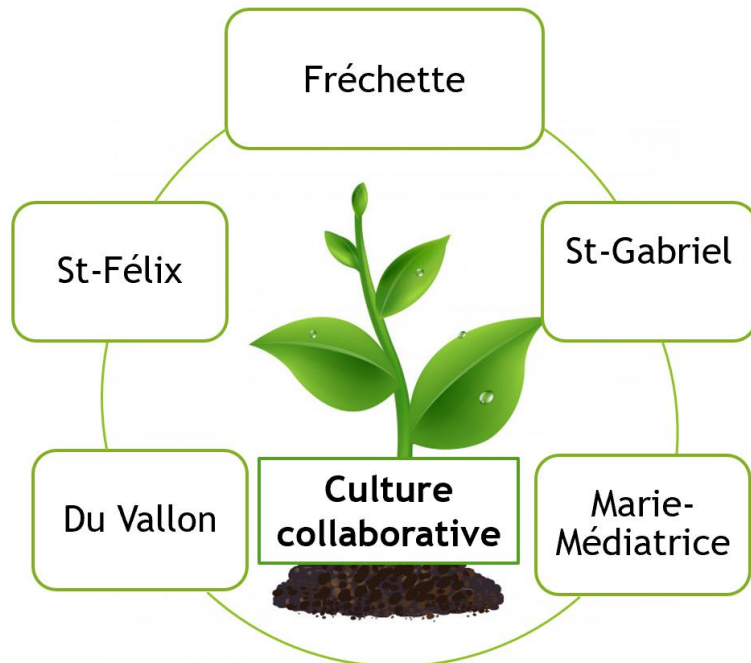 Fréchette
St-Félix
St-Gabriel
Du Vallon
Culture
collaborative
Marie-
Médiatrice